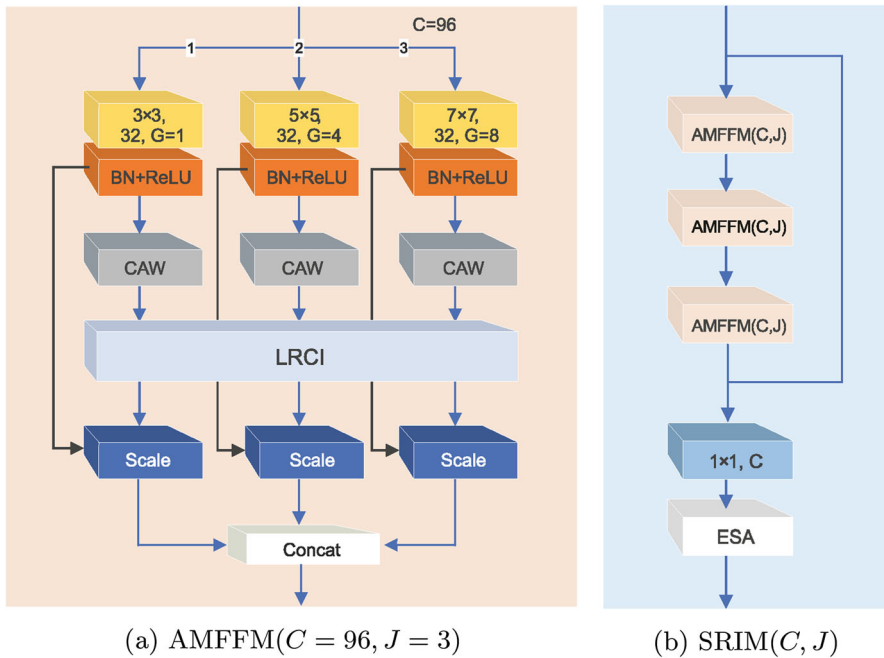 C=96
1 2 3
3×3,
32, G=1
5×5,
32, G=4
7×7,
32, G=8
BN+ReLU BN+ReLU BN+ReLU
CAW CAW CAW
LRCI
Scale Scale Scale
Concat
(a) AMFFM(C = 96, J = 3)
AMFFM(C,J)
AMFFM(C,J)
AMFFM(C,J)
1×1, C
ESA
(b) SRIM(C, J)